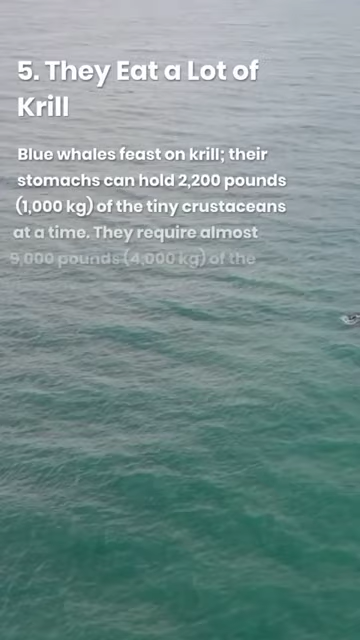 5. They Eat a Lot of
Krill
Blue whales feast on krill; their
stomachs can hold 2,200 pounds
(1,000 kg) of the tiny crustaceans
at a time. They require almost
9,000 pounds (4,000 kg) of the